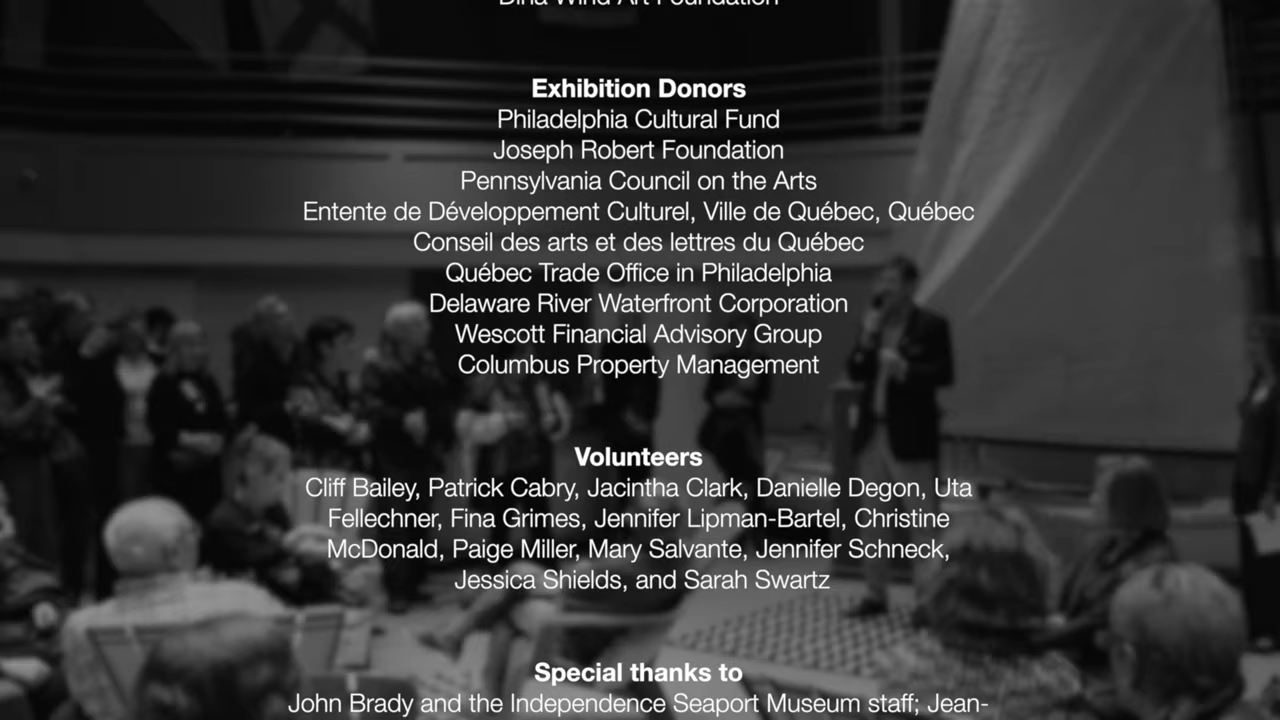 Dina Wind Art Foundation
Exhibition Donors
Philadelphia Cultural Fund
Joseph Robert Foundation
Pennsylvania Council on the Arts
Entente de Développement Culturel, Ville de Québec, Québec
Conseil des arts et des lettres du Québec
Québec Trade Office in Philadelphia
Delaware River Waterfront Corporation
Wescott Financial Advisory Group
Columbus Property Management
Volunteers
Cliff Bailey, Patrick Cabry, Jacintha Clark, Danielle Degon, Uta
Fellechner, Fina Grimes, Jennifer Lipman-Bartel, Christine
McDonald, Paige Miller, Mary Salvante, Jennifer Schneck,
Jessica Shields, and Sarah Swartz
Special thanks to
John Brady and the Independence Seaport Museum staff; Jean-